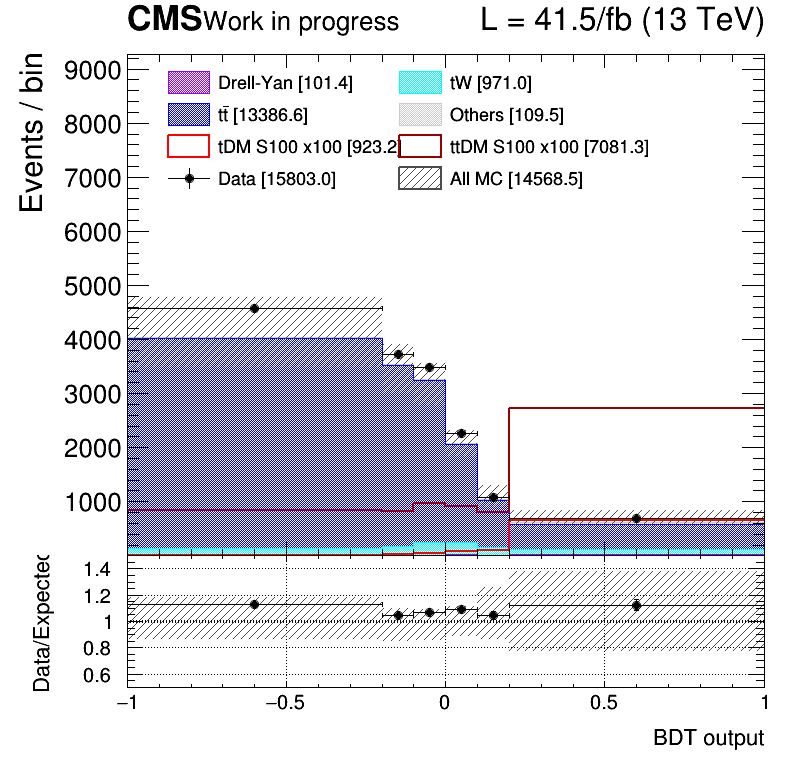 CMS Work in progress L = 41.5/fb (13 TeV)
Events / bin
9000
8000
7000
6000
5000
4000
3000
2000
1000
Drell-Yan [101.4] tW [971.0]
tt̄ [13386.6] Others [109.5]
tDM S100 x100 [923.2] ttDM S100 x100 [7081.3]
Data [15803.0] All MC [14568.5]
Data/Expected
1.4
1.2
1
0.8
0.6
−1 −0.5 0 0.5 1
BDT output